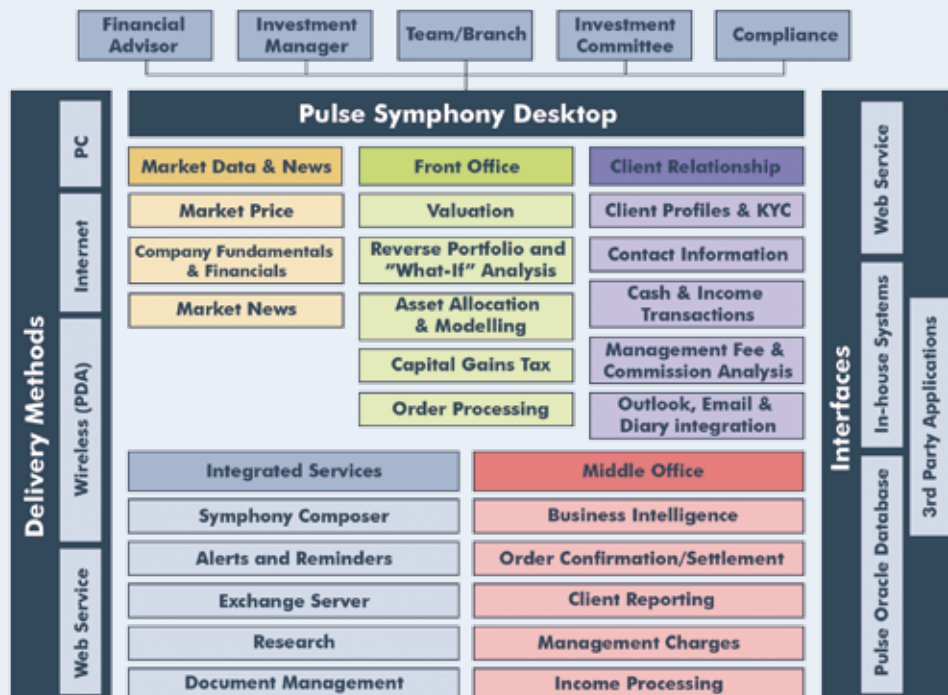 Financial
Advisor
Investment
Manager
Team/Branch
Investment
Committee
Compliance
Pulse Symphony Desktop
Delivery Methods
PC
Internet
Wireless (PDA)
Web Service
Market Data & News
Market Price
Company Fundamentals
& Financials
Market News
Front Office
Valuation
Reverse Portfolio and
“What-If” Analysis
Asset Allocation
& Modelling
Capital Gains Tax
Order Processing
Client Relationship
Client Profiles & KYC
Contact Information
Cash & Income
Transactions
Management Fee &
Commission Analysis
Outlook, Email &
Diary integration
Integrated Services
Symphony Composer
Alerts and Reminders
Exchange Server
Research
Document Management
Middle Office
Business Intelligence
Order Confirmation/Settlement
Client Reporting
Management Charges
Income Processing
Interfaces
Web Service
In-house Systems
Pulse Oracle Database
3rd Party Applications